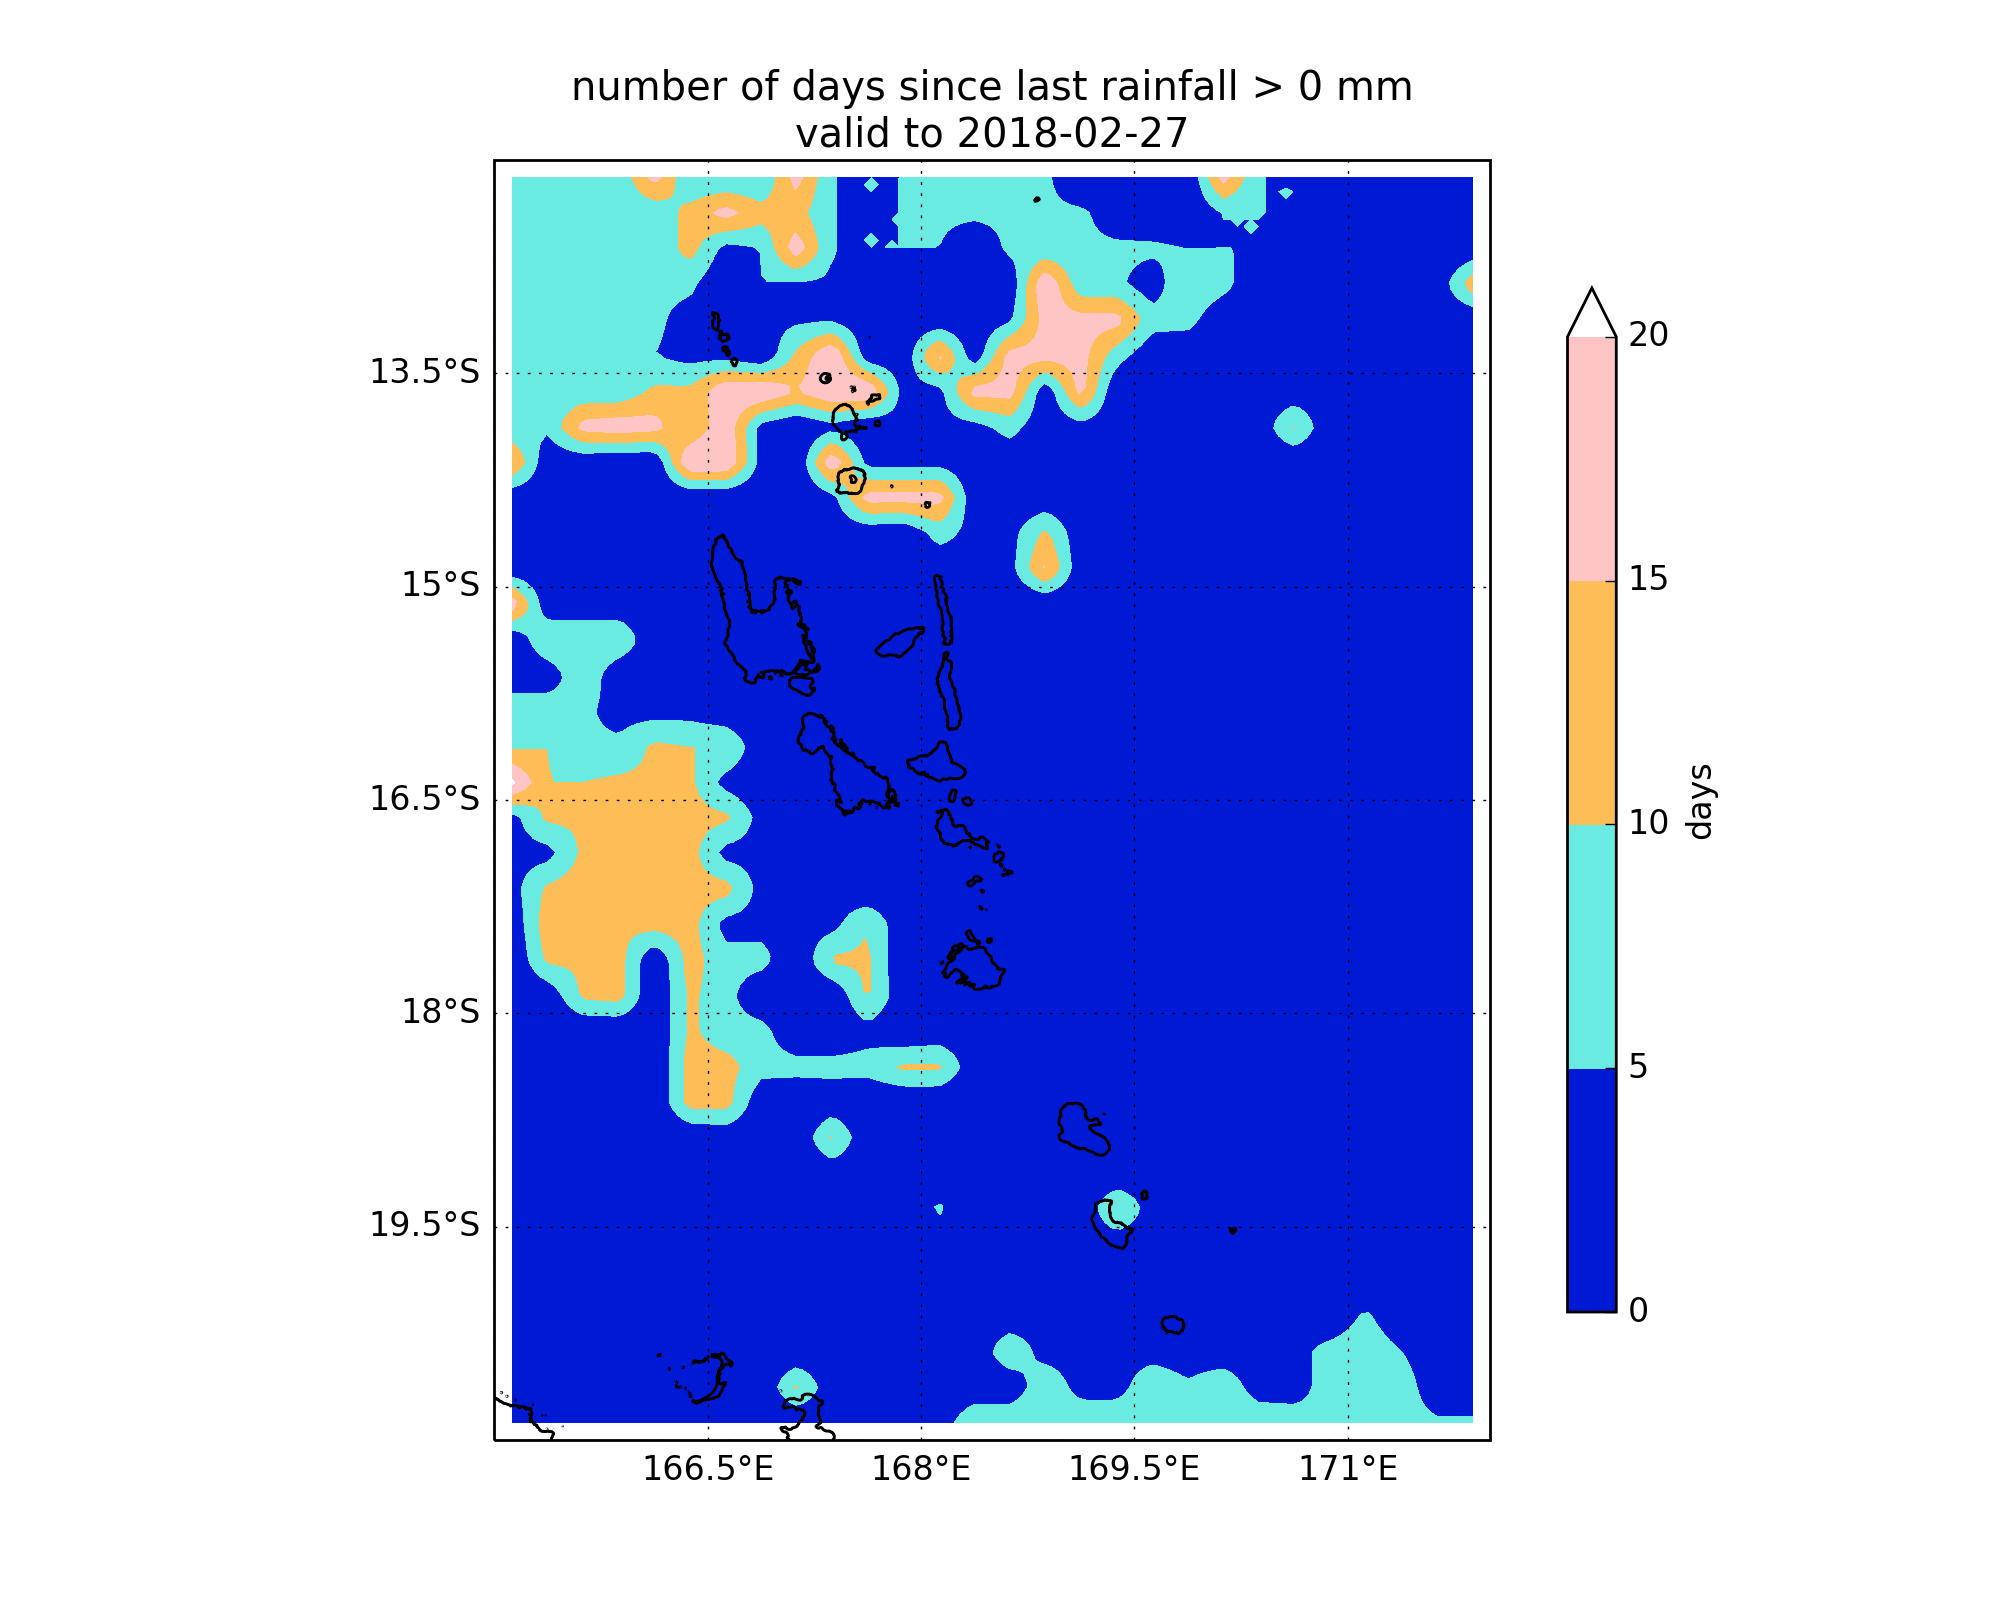 number of days since last rainfall > 0 mm
valid to 2018-02-27
20
13.5°S
15°S
15
16.5°S
10
days
18°S
5
19.5°S
0
166.5°E 168°E 169.5°E 171°E